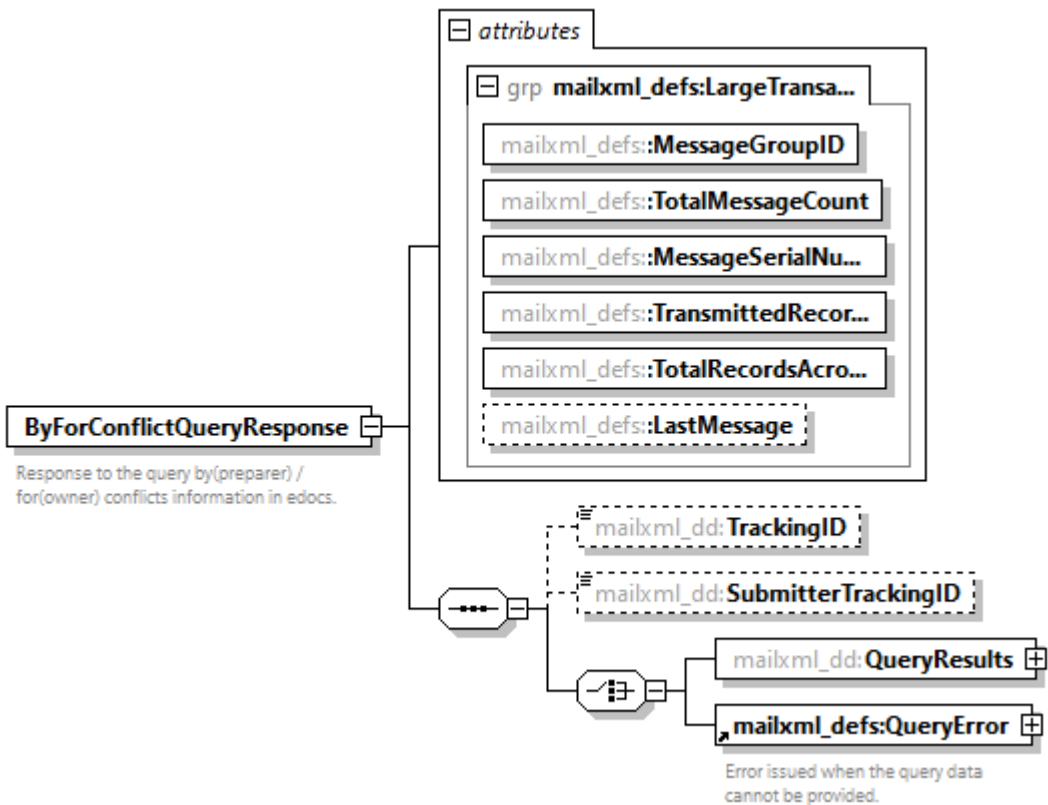 attributes
grp mailxml_defs:LargeTransa...
mailxml_defs::MessageGroupID
mailxml_defs::TotalMessageCount
mailxml_defs::MessageSerialNu...
mailxml_defs::TransmittedRecor...
mailxml_defs::TotalRecordsAcro...
mailxml_defs::LastMessage
ByForConflictQueryResponse
Response to the query by(preparer) /
for(owner) conflicts information in edocs.
mailxml_dd:TrackingID
mailxml_dd:SubmitterTrackingID
mailxml_dd:QueryResults
mailxml_defs:QueryError
Error issued when the query data
cannot be provided.